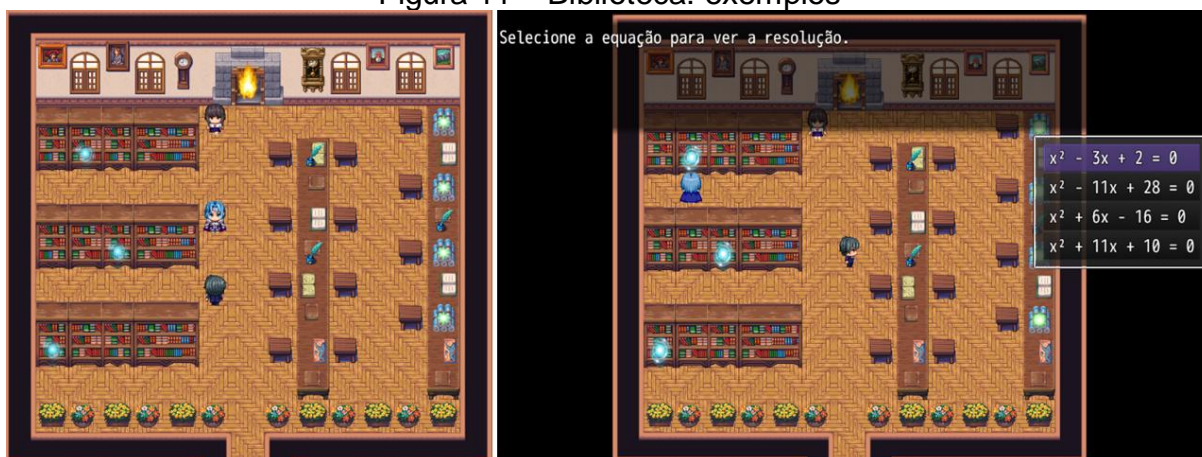 Figura – Biblioteca: exemplos
Selecione a equação para ver a resolução.
x² - 3x + 2 = 0
x² - 11x + 28 = 0
x² + 6x - 16 = 0
x² + 11x + 10 = 0